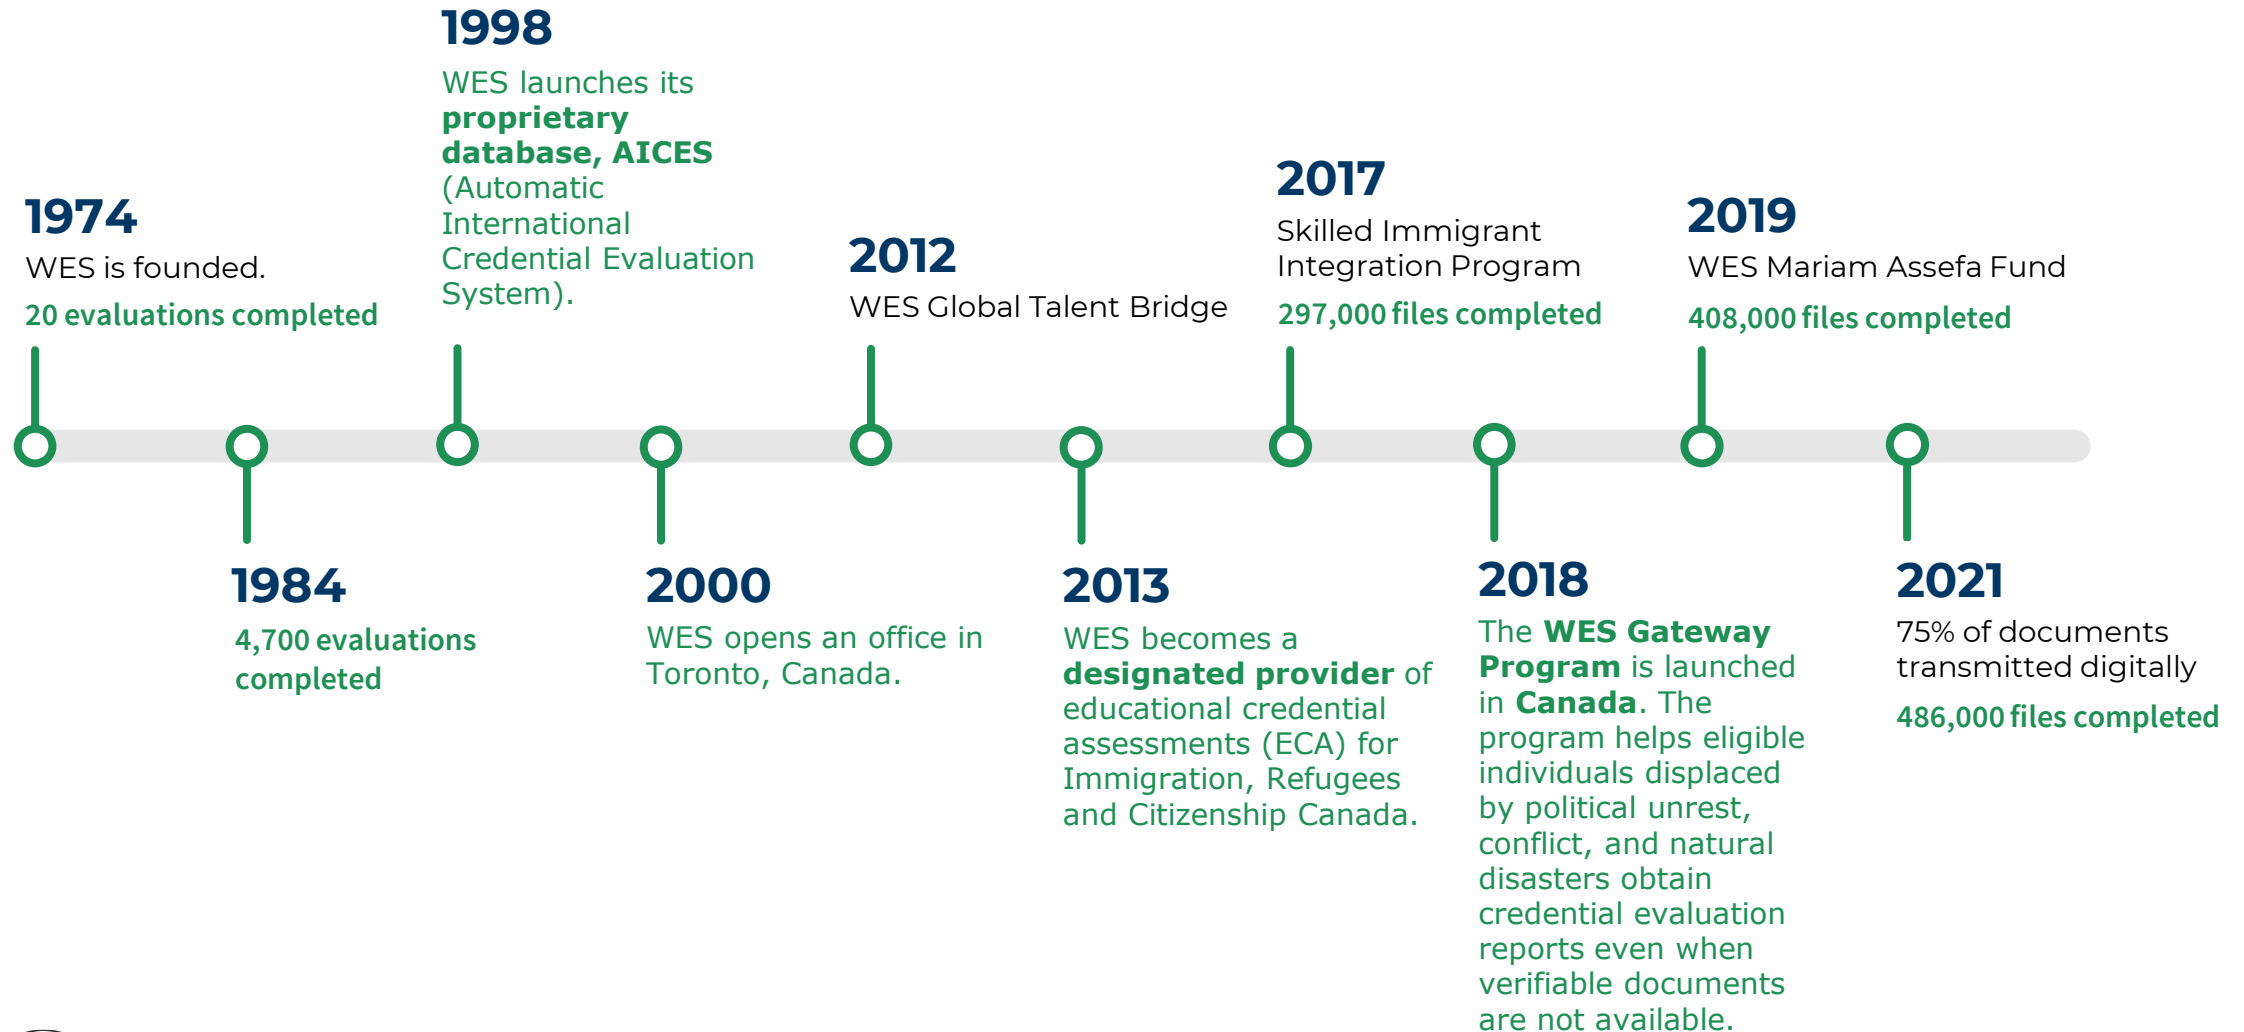 1974
WES is founded.
20 evaluations completed
1984
4,700 evaluations
completed
1998
WES launches its
proprietary
database, AICES
(Automatic
International
Credential Evaluation
System).
2000
WES opens an office in
Toronto, Canada.
2012
WES Global Talent Bridge
2013
WES becomes a
designated provider of
educational credential
assessments (ECA) for
Immigration, Refugees
and Citizenship Canada.
2017
Skilled Immigrant
Integration Program
297,000 files completed
2018
The WES Gateway
Program is launched
in Canada. The
program helps eligible
individuals displaced
by political unrest,
conflict, and natural
disasters obtain
credential evaluation
reports even when
verifiable documents
are not available.
2019
WES Mariam Assefa Fund
408,000 files completed
2021
75% of documents
transmitted digitally
486,000 files completed